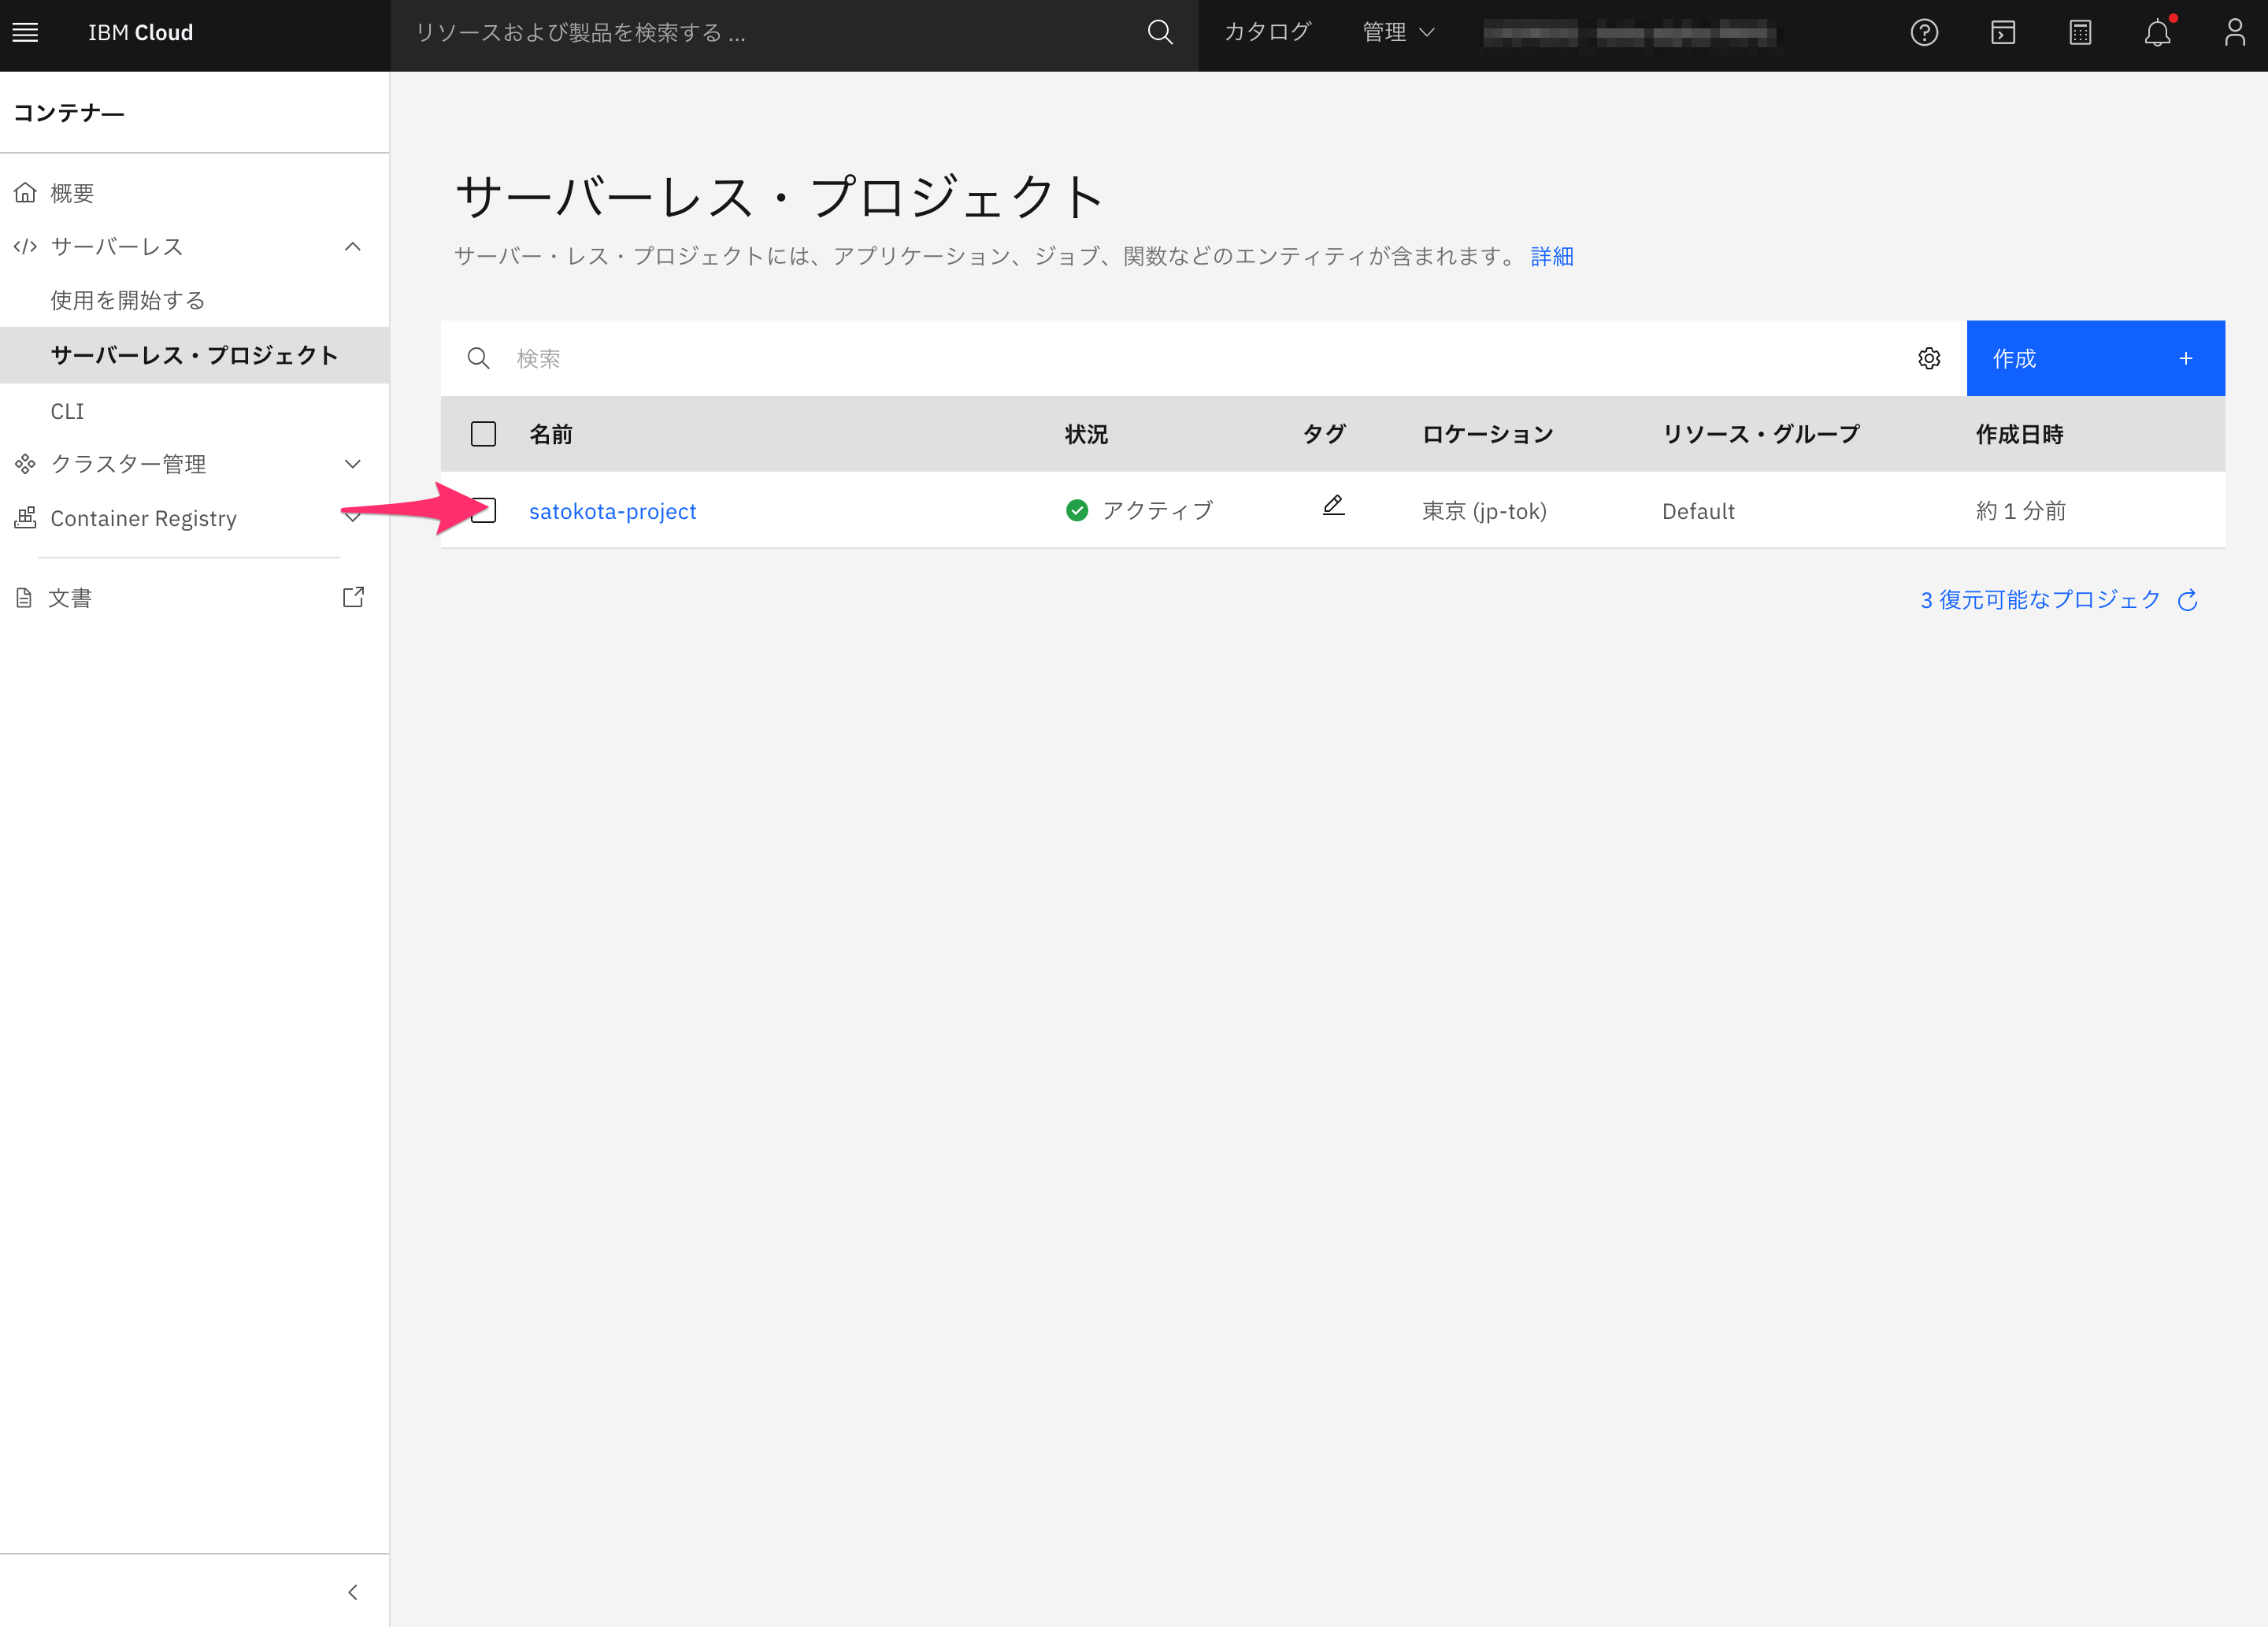 IBM Cloud
リソースおよび製品を検索する ...
カタログ
管理
コンテナー
概要
サーバーレス
使用を開始する
サーバーレス・プロジェクト
CLI
クラスター管理
Container Registry
文書
サーバーレス・プロジェクト
サーバー・レス・プロジェクトには、アプリケーション、ジョブ、関数などのエンティティが含まれます。 詳細
検索
作成 +
名前 状況 タグ ロケーション リソース・グループ 作成日時
satokota-project アクティブ 東京 (jp-tok) Default 約 1 分前
3 復元可能なプロジェク